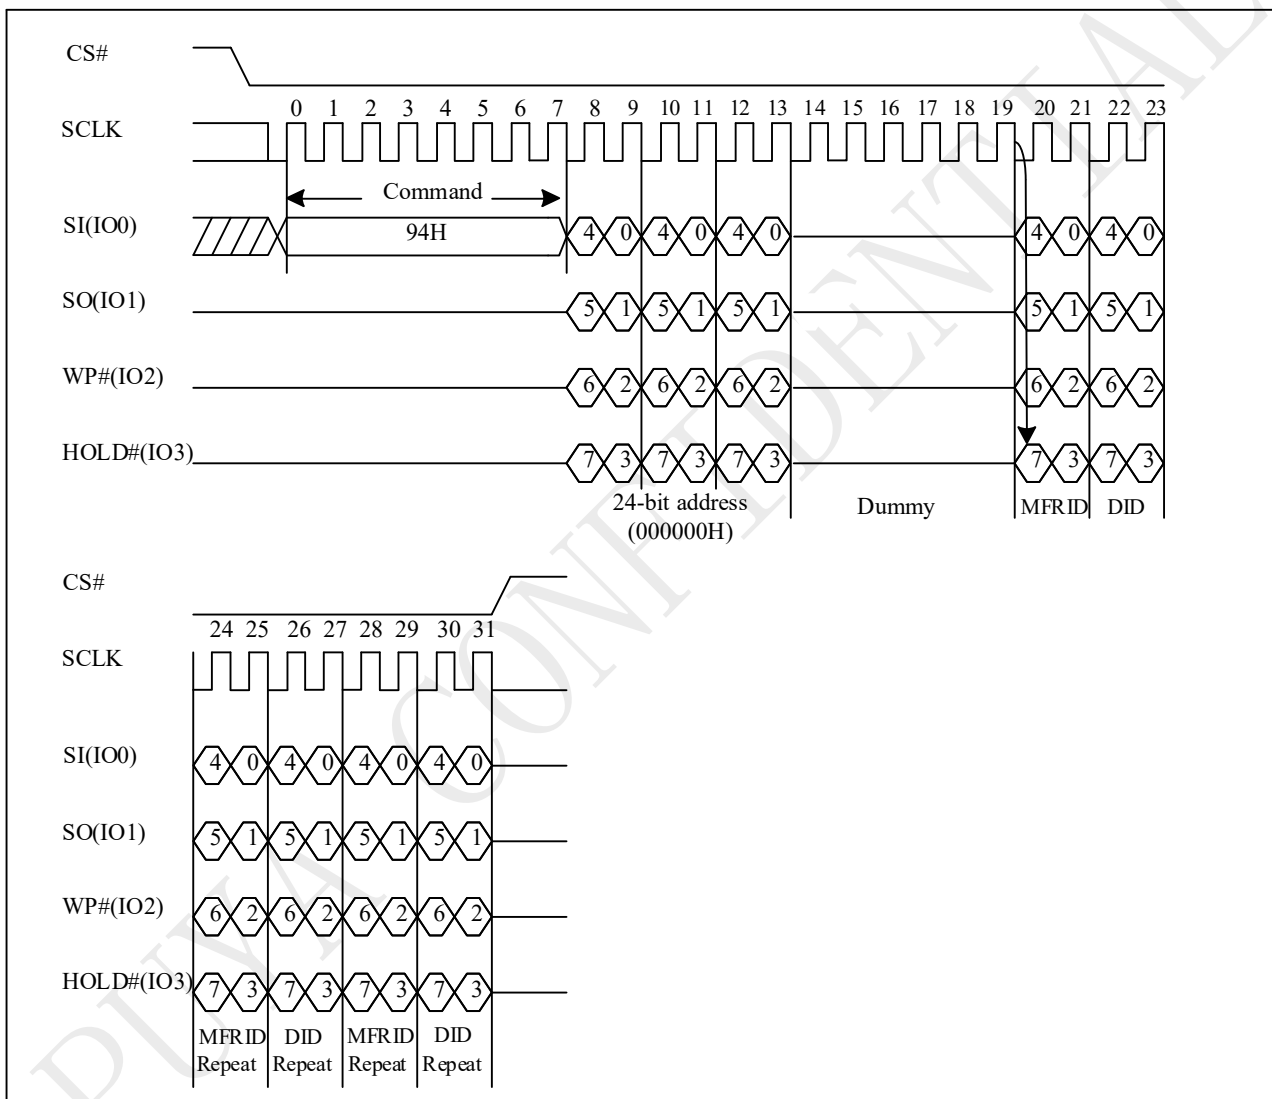 CS#
0 1 2 3 4 5 6 7 8 9 10 11 12 13 14 15 16 17 18 19 20 21 22 23
SCLK
Command
SI(IO0) 94H 4 0 4 0 4 0 4 0 4 0
SO(IO1) 5 1 5 1 5 1 5 1 5 1
WP#(IO2) 6 2 6 2 6 2 6 2 6 2
HOLD#(IO3) 7 3 7 3 7 3 7 3 7 3
24-bit address Dummy MFRID DID
(000000H)
CS#
24 25 26 27 28 29 30 31
SCLK
SI(IO0) 4 0 4 0 4 0 4 0
SO(IO1) 5 1 5 1 5 1 5 1
WP#(IO2) 6 2 6 2 6 2 6 2
HOLD#(IO3) 7 3 7 3 7 3 7 3
MFRID DID MFRID DID
Repeat Repeat Repeat Repeat
PUYA CONFIDENTIAL